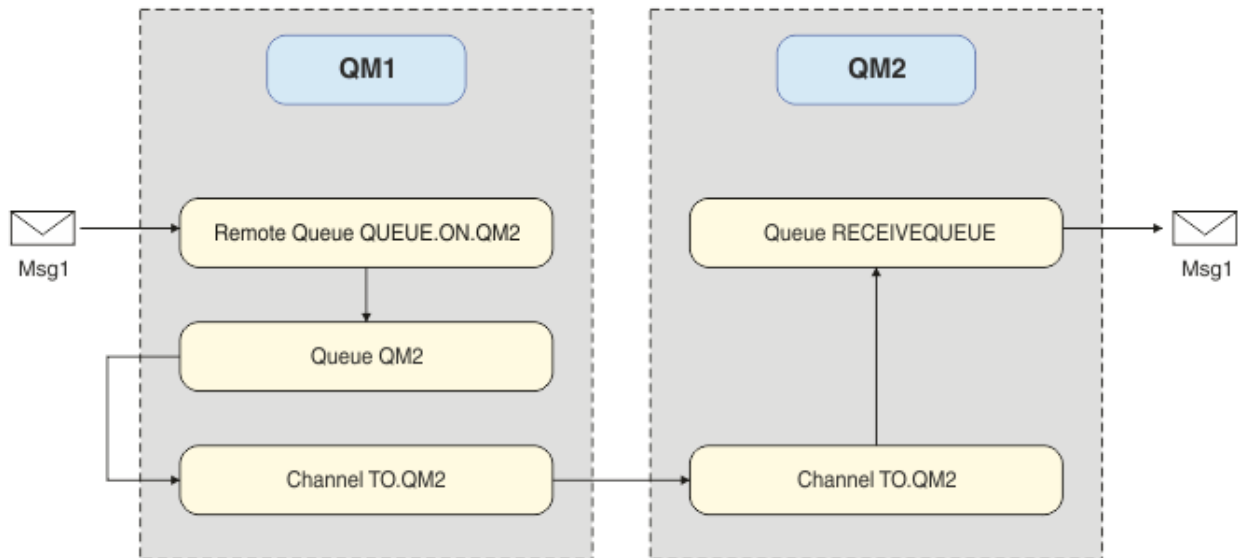 QM1
QM2
Msg1
Remote Queue QUEUE.ON.QM2
Queue RECEIVEQUEUE
Msg1
Queue QM2
Channel TO.QM2
Channel TO.QM2